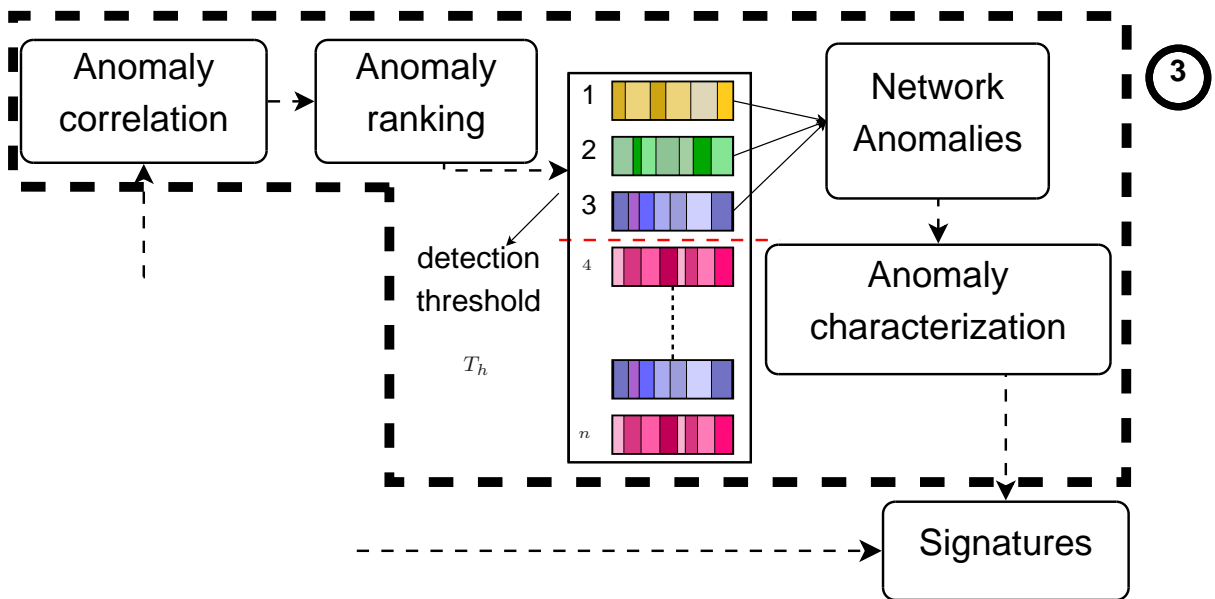 Anomaly
correlation
Anomaly
ranking
1
2
3
4
n
detection
threshold
T_h
Network
Anomalies
Anomaly
characterization
Signatures
3